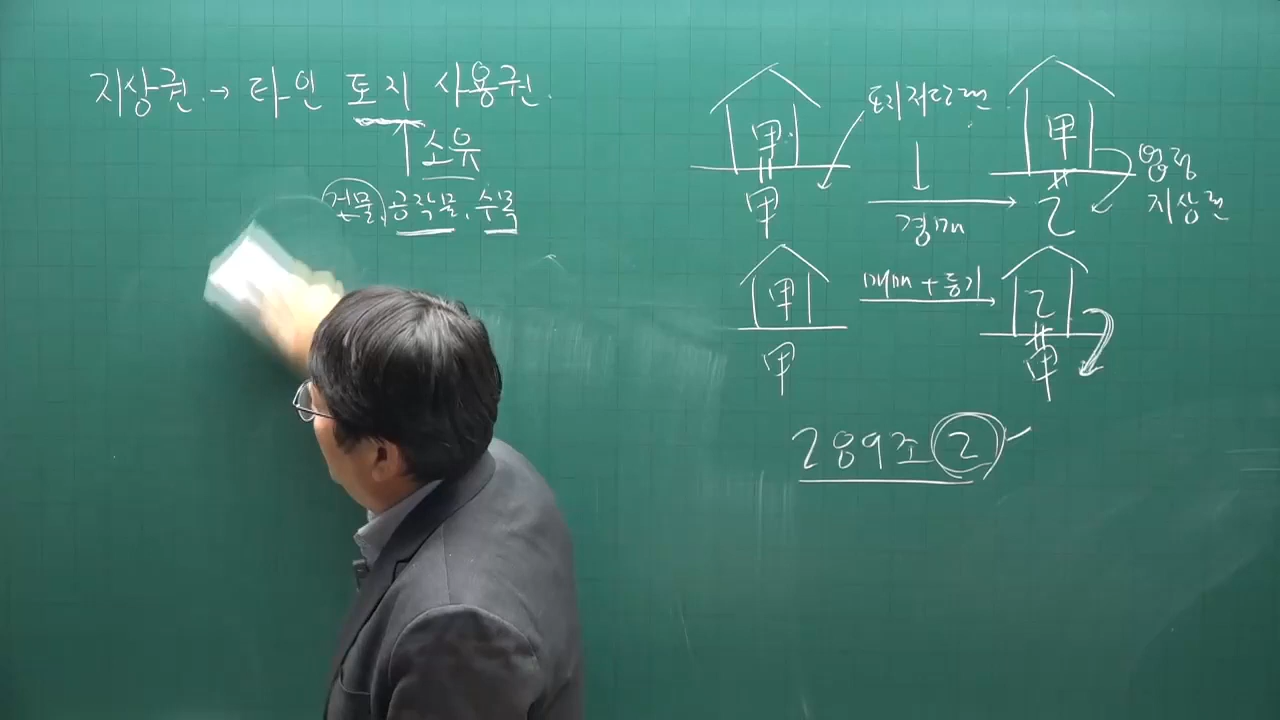 지상권 → 타인 토지 사용권.
↑ 소유
건물, 공작물, 수목
甲
甲
토지저당권
경매
甲
乙
법정
지상권
甲
甲
매매 + 등기
乙
甲
289조 ②